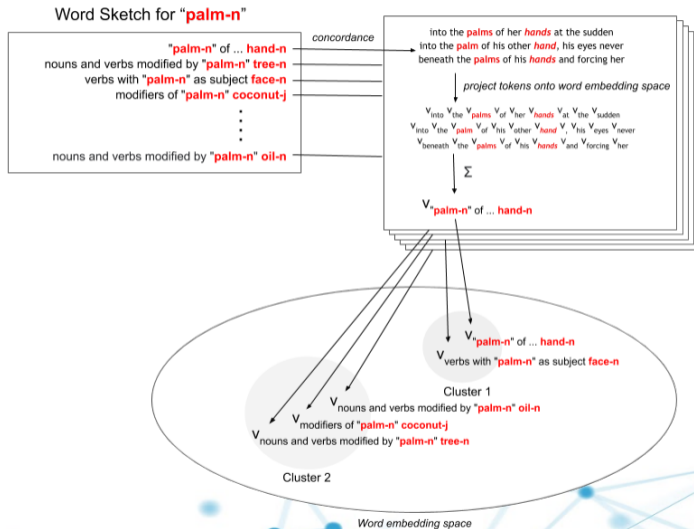 Word Sketch for "palm-n"
"palm-n" of ... hand-n
nouns and verbs modified by "palm-n" tree-n
verbs with "palm-n" as subject face-n
modifiers of "palm-n" coconut-j
nouns and verbs modified by "palm-n" oil-n
concordance
into the palms of her hands at the sudden
into the palm of his other hand, his eyes never
beneath the palms of his hands and forcing her
project tokens onto word embedding space
Vinto Vthe Vpalms Vof Vher Vhands Vat Vthe Vsudden
Vinto Vthe Vpalm Vof Vhis Vother Vhand V, Vhis Veyes Vnever
Vbeneath Vthe Vpalms Vof Vhis Vhands Vand Vforcing Vher
Σ
V"palm-n" of ... hand-n
V"palm-n" of ... hand-n
Vverbs with "palm-n" as subject face-n
Cluster 1
Vnouns and verbs modified by "palm-n" oil-n
Vmodifiers of "palm-n" coconut-j
Vnouns and verbs modified by "palm-n" tree-n
Cluster 2
Word embedding space